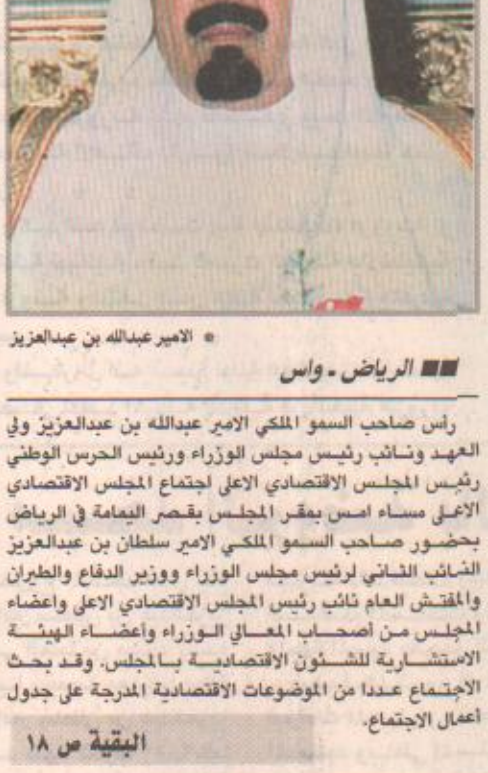 ● الامير عبدالله بن عبدالعزيز
■■ الرياض ـ واس
رأس صاحب السمو الملكي الامير عبدالله بن عبدالعزيز ولي
العهد ونائب رئيس مجلس الوزراء ورئيس الحرس الوطني
رئيس المجلس الاقتصادي الاعلى اجتماع المجلس الاقتصادي
الاعلى مساء امس بمقر المجلس بقصر اليمامة في الرياض
بحضور صاحب السمو الملكي الامير سلطان بن عبدالعزيز
النائب الثاني لرئيس مجلس الوزراء ووزير الدفاع والطيران
والمفتش العام نائب رئيس المجلس الاقتصادي الاعلى واعضاء
المجلس من أصحاب المعالي الوزراء وأعضاء الهيئة
الاستشارية للشئون الاقتصادية بالمجلس. وقد بحث
الاجتماع عددا من الموضوعات الاقتصادية المدرجة على جدول
أعمال الاجتماع.
البقية ص ١٨